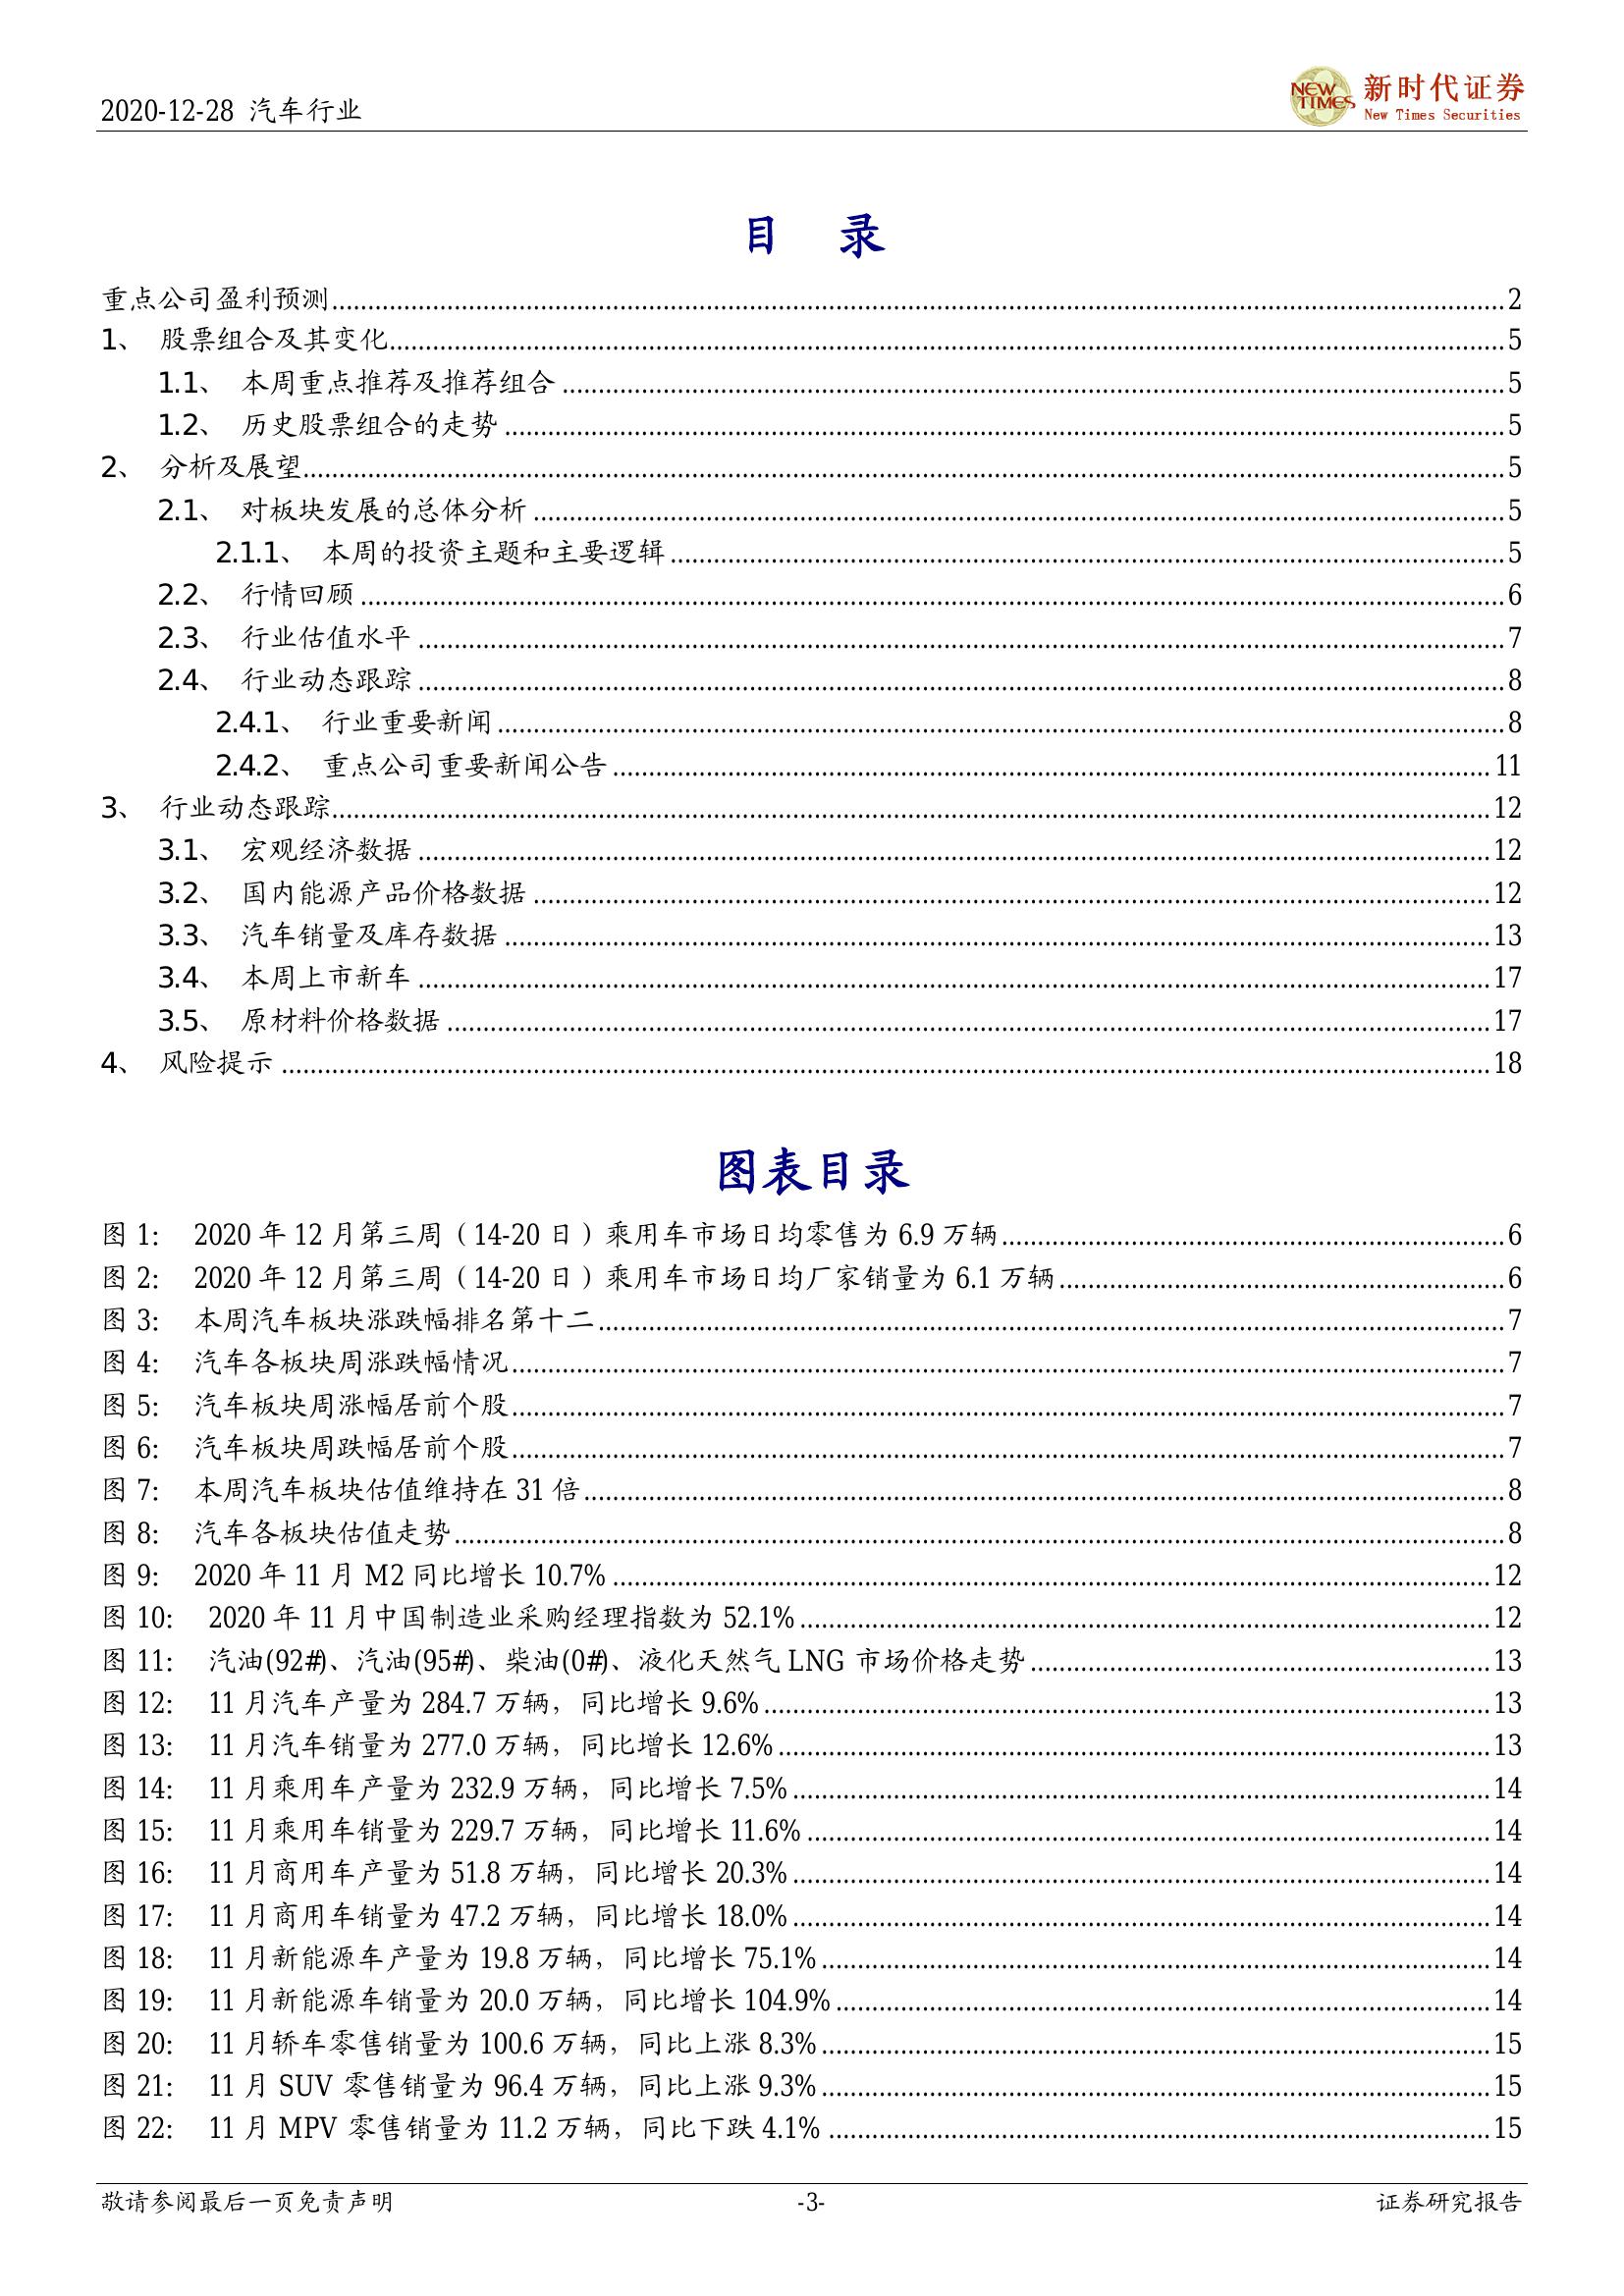 2020-12-28 汽车行业
NEW TIMES 新时代证券
New Times Securities
目 录
重点公司盈利预测 2
1、 股票组合及其变化 5
1.1、 本周重点推荐及推荐组合 5
1.2、 历史股票组合的走势 5
2、 分析及展望 5
2.1、 对板块发展的总体分析 5
2.1.1、 本周的投资主题和主要逻辑 5
2.2、 行情回顾 6
2.3、 行业估值水平 7
2.4、 行业动态跟踪 8
2.4.1、 行业重要新闻 8
2.4.2、 重点公司重要新闻公告 11
3、 行业动态跟踪 12
3.1、 宏观经济数据 12
3.2、 国内能源产品价格数据 12
3.3、 汽车销量及库存数据 13
3.4、 本周上市新车 17
3.5、 原材料价格数据 17
4、 风险提示 18
图表目录
图 1: 2020 年 12 月第三周（14-20 日）乘用车市场日均零售为 6.9 万辆 6
图 2: 2020 年 12 月第三周（14-20 日）乘用车市场日均厂家销量为 6.1 万辆 6
图 3: 本周汽车板块涨跌幅排名第十二 7
图 4: 汽车各板块周涨跌幅情况 7
图 5: 汽车板块周涨幅居前个股 7
图 6: 汽车板块周跌幅居前个股 7
图 7: 本周汽车板块估值维持在 31 倍 8
图 8: 汽车各板块估值走势 8
图 9: 2020 年 11 月 M2 同比增长 10.7% 12
图 10: 2020 年 11 月中国制造业采购经理指数为 52.1% 12
图 11: 汽油(92#)、汽油(95#)、柴油(0#)、液化天然气 LNG 市场价格走势 13
图 12: 11 月汽车产量为 284.7 万辆，同比增长 9.6% 13
图 13: 11 月汽车销量为 277.0 万辆，同比增长 12.6% 13
图 14: 11 月乘用车产量为 232.9 万辆，同比增长 7.5% 14
图 15: 11 月乘用车销量为 229.7 万辆，同比增长 11.6% 14
图 16: 11 月商用车产量为 51.8 万辆，同比增长 20.3% 14
图 17: 11 月商用车销量为 47.2 万辆，同比增长 18.0% 14
图 18: 11 月新能源车产量为 19.8 万辆，同比增长 75.1% 14
图 19: 11 月新能源车销量为 20.0 万辆，同比增长 104.9% 14
图 20: 11 月轿车零售销量为 100.6 万辆，同比上涨 8.3% 15
图 21: 11 月 SUV 零售销量为 96.4 万辆，同比上涨 9.3% 15
图 22: 11 月 MPV 零售销量为 11.2 万辆，同比下跌 4.1% 15
敬请参阅最后一页免责声明 -3- 证券研究报告